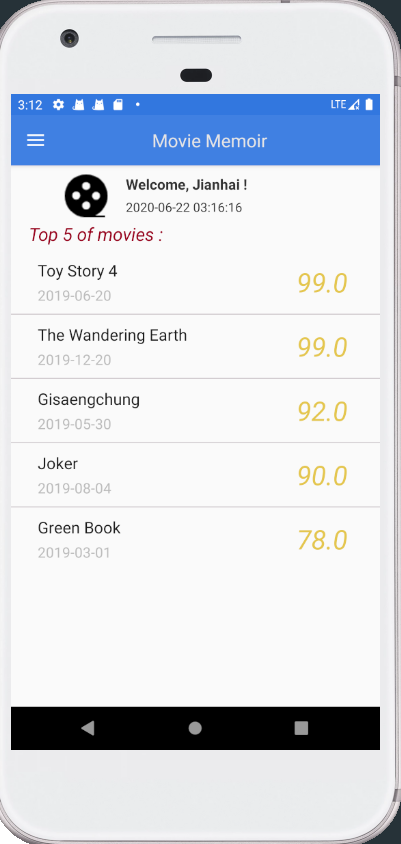 3:12 LTE
Movie Memoir
Welcome, Jianhai !
2020-06-22 03:16:16
Top 5 of movies :
Toy Story 4
2019-06-20
99.0
The Wandering Earth
2019-12-20
99.0
Gisaengchung
2019-05-30
92.0
Joker
2019-08-04
90.0
Green Book
2019-03-01
78.0